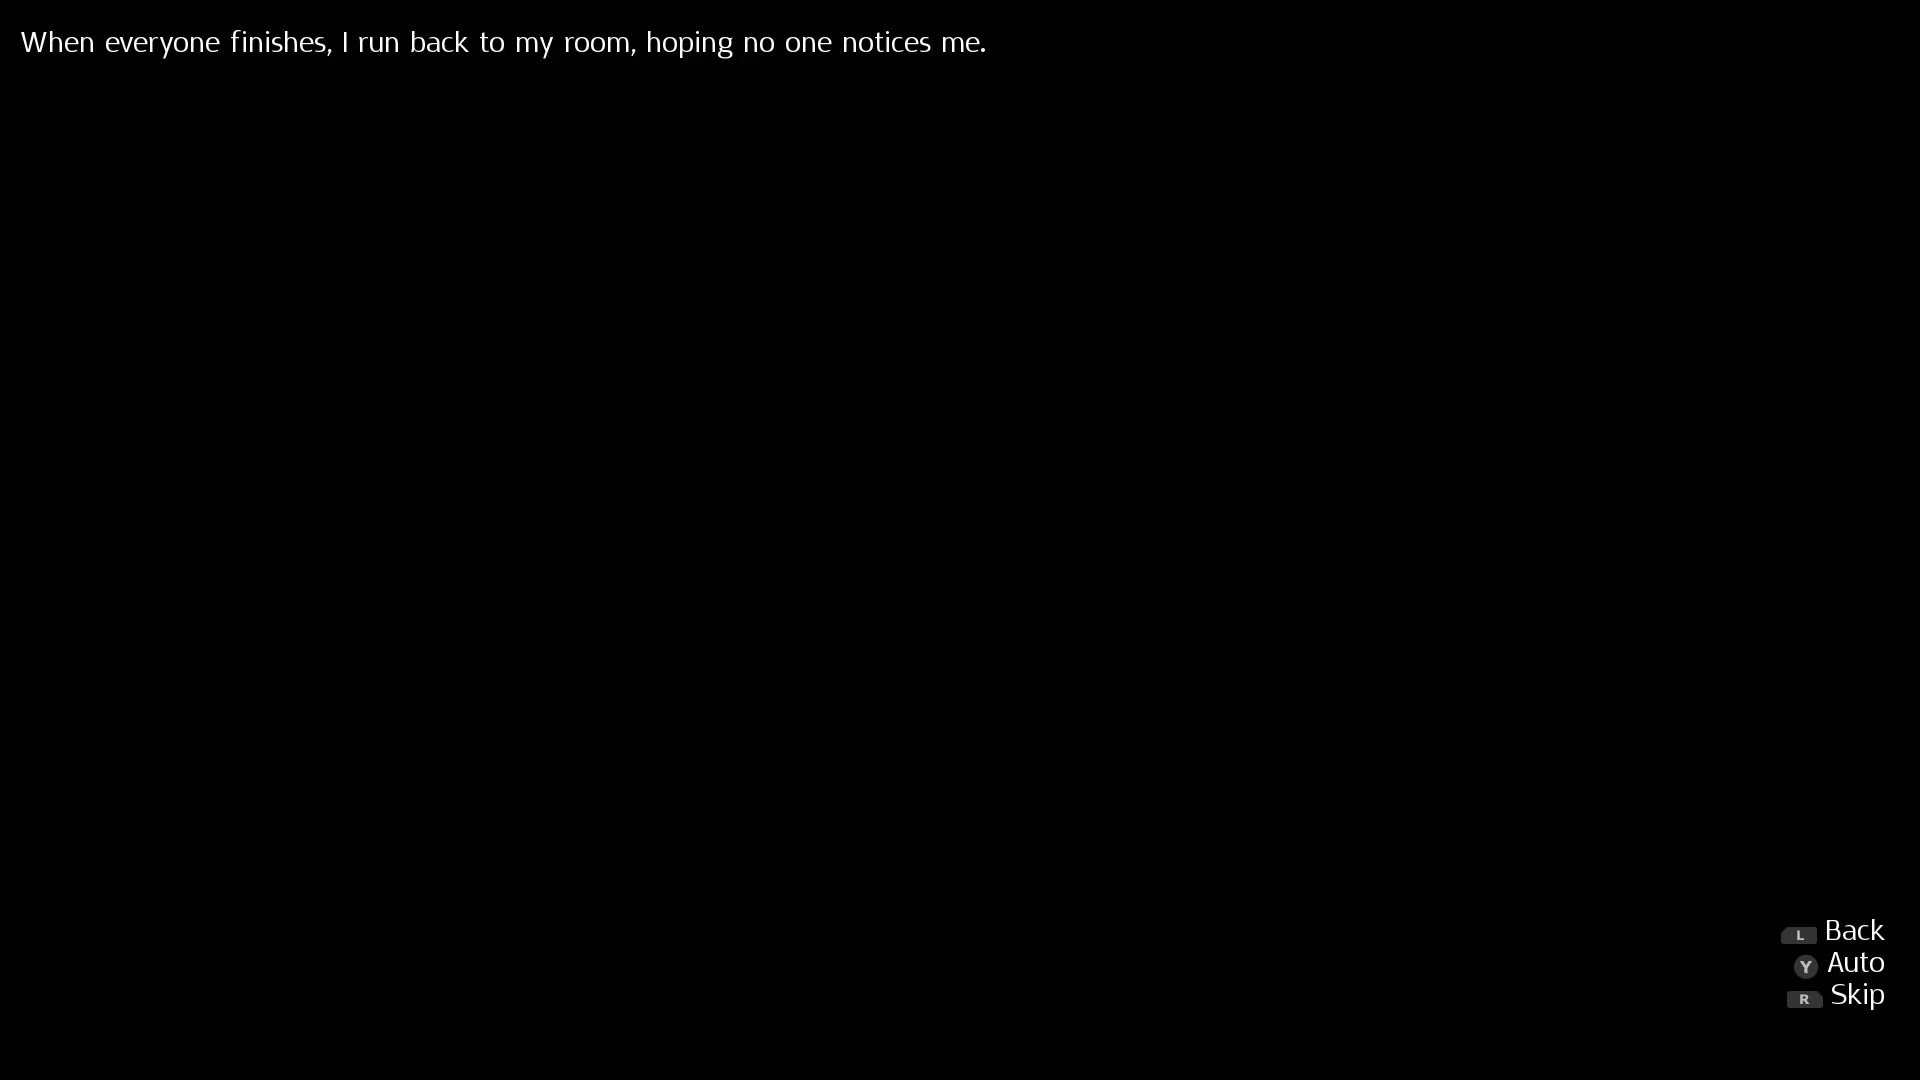 When everyone finishes, I run back to my room, hoping no one notices me.
L Back
Y Auto
R Skip